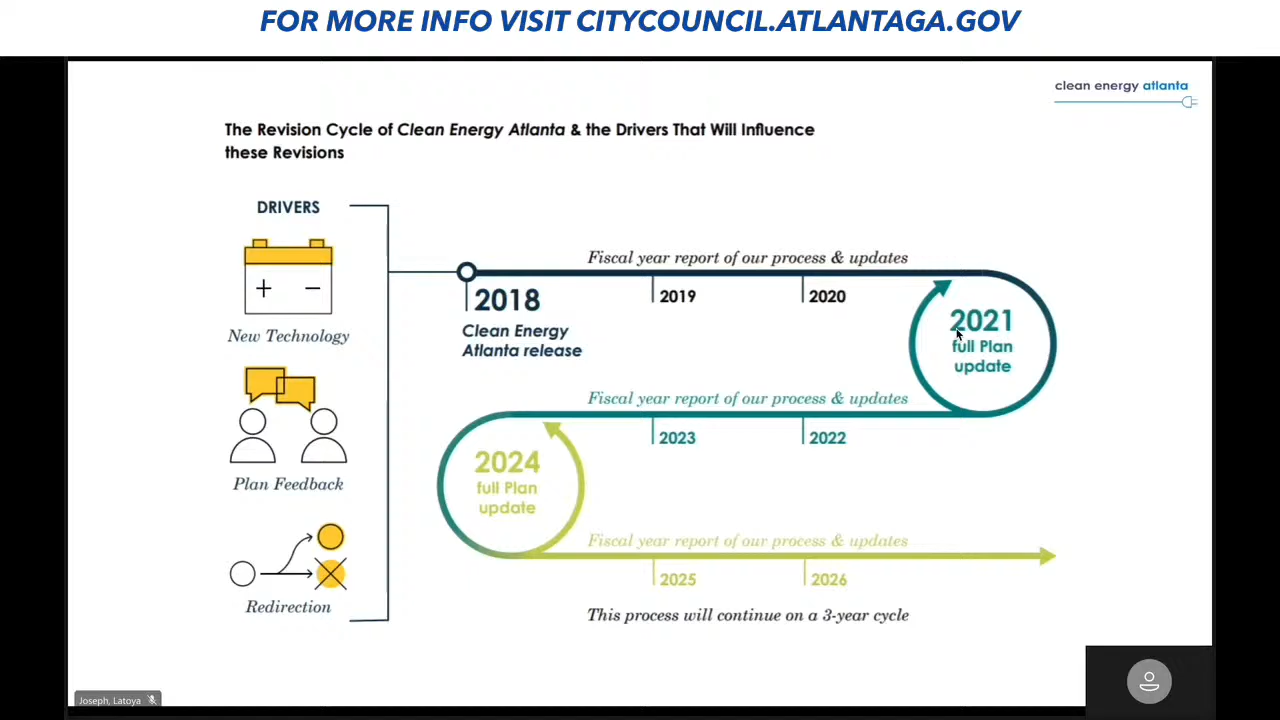 FOR MORE INFO VISIT CITYCOUNCIL.ATLANTAGA.GOV
clean energy atlanta
The Revision Cycle of Clean Energy Atlanta & the Drivers That Will Influence
these Revisions
DRIVERS
+ −
New Technology
Plan Feedback
Redirection
Fiscal year report of our process & updates
2018
Clean Energy
Atlanta release
2019
2020
2021
full Plan
update
Fiscal year report of our process & updates
2023
2022
2024
full Plan
update
Fiscal year report of our process & updates
2025
2026
This process will continue on a 3-year cycle
Joseph, Latoya